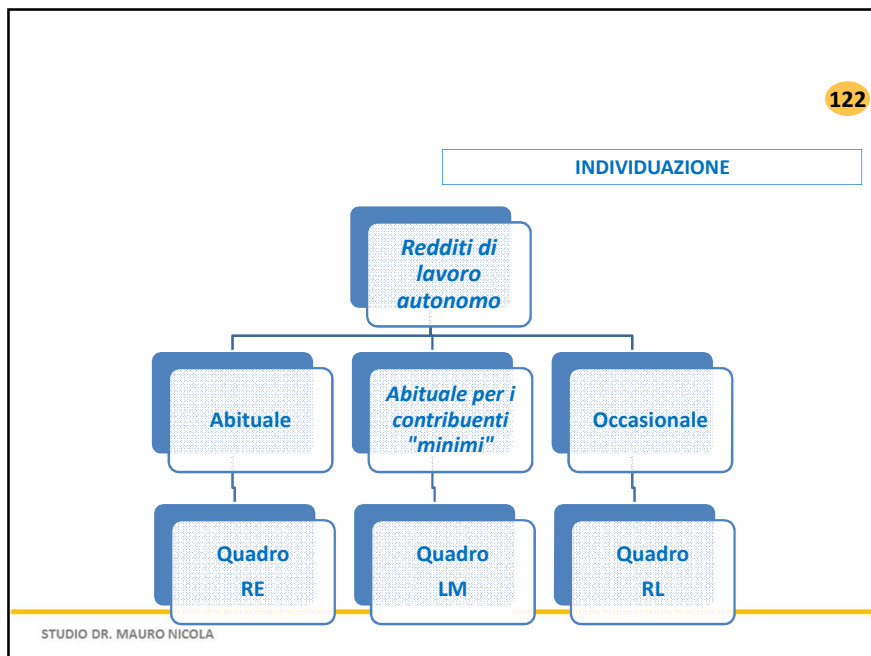 122
INDIVIDUAZIONE
Redditi di
lavoro
autonomo
Abituale
Abituale per i
contribuenti
"minimi"
Occasionale
Quadro
RE
Quadro
LM
Quadro
RL
STUDIO DR. MAURO NICOLA